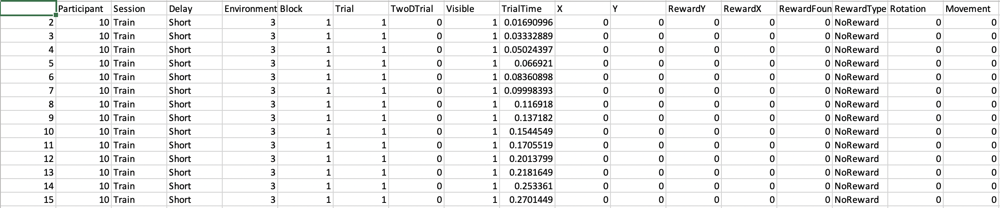 Participant Session Delay Environment Block Trial TwoDTrial Visible TrialTime X Y RewardY RewardX RewardFoun RewardType Rotation Movement
2 10 Train Short 3 1 1 0 1 0.01690996 0 0 0 0 0 NoReward 0 0
3 10 Train Short 3 1 1 0 1 0.03332889 0 0 0 0 0 NoReward 0 0
4 10 Train Short 3 1 1 0 1 0.05024397 0 0 0 0 0 NoReward 0 0
5 10 Train Short 3 1 1 0 1 0.066921 0 0 0 0 0 NoReward 0 0
6 10 Train Short 3 1 1 0 1 0.08360898 0 0 0 0 0 NoReward 0 0
7 10 Train Short 3 1 1 0 1 0.09998393 0 0 0 0 0 NoReward 0 0
8 10 Train Short 3 1 1 0 1 0.116918 0 0 0 0 0 NoReward 0 0
9 10 Train Short 3 1 1 0 1 0.137182 0 0 0 0 0 NoReward 0 0
10 10 Train Short 3 1 1 0 1 0.1544549 0 0 0 0 0 NoReward 0 0
11 10 Train Short 3 1 1 0 1 0.1705519 0 0 0 0 0 NoReward 0 0
12 10 Train Short 3 1 1 0 1 0.2013799 0 0 0 0 0 NoReward 0 0
13 10 Train Short 3 1 1 0 1 0.2181649 0 0 0 0 0 NoReward 0 0
14 10 Train Short 3 1 1 0 1 0.253361 0 0 0 0 0 NoReward 0 0
15 10 Train Short 3 1 1 0 1 0.2701449 0 0 0 0 0 NoReward 0 0